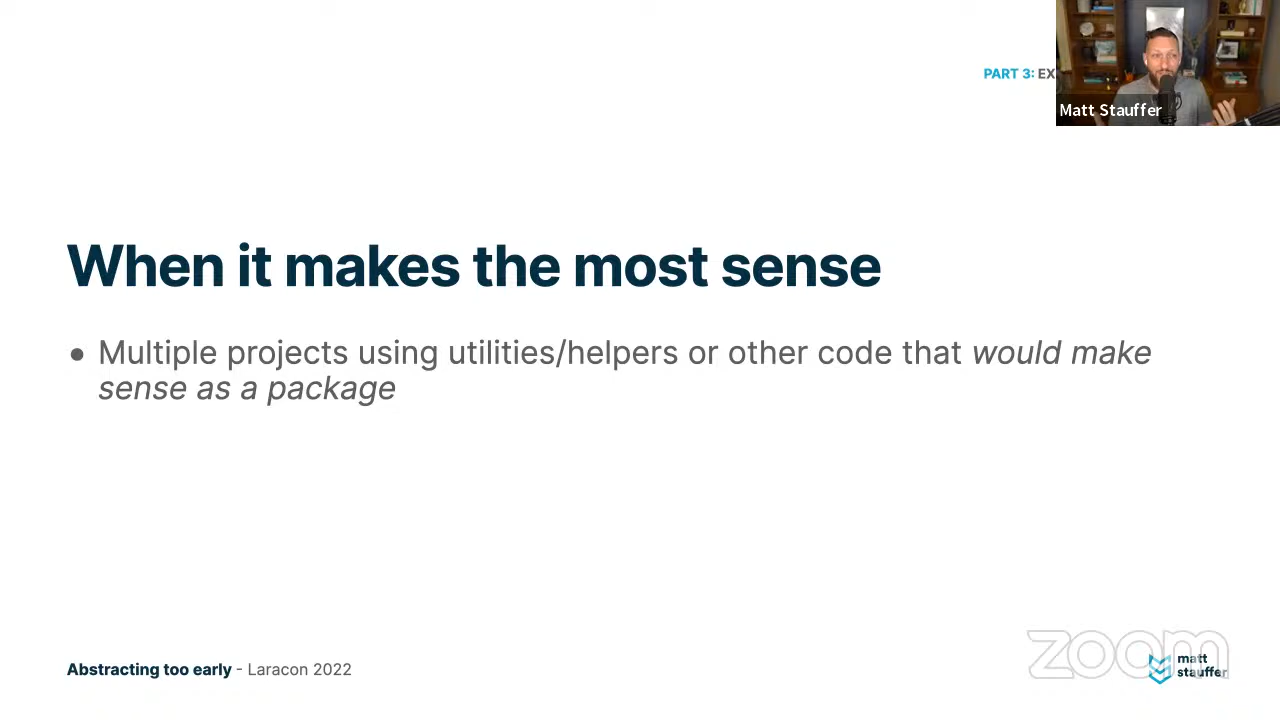 PART 3: EX
Matt Stauffer
When it makes the most sense
• Multiple projects using utilities/helpers or other code that would make
sense as a package
Abstracting too early - Laracon 2022
zoom
matt
stauffer